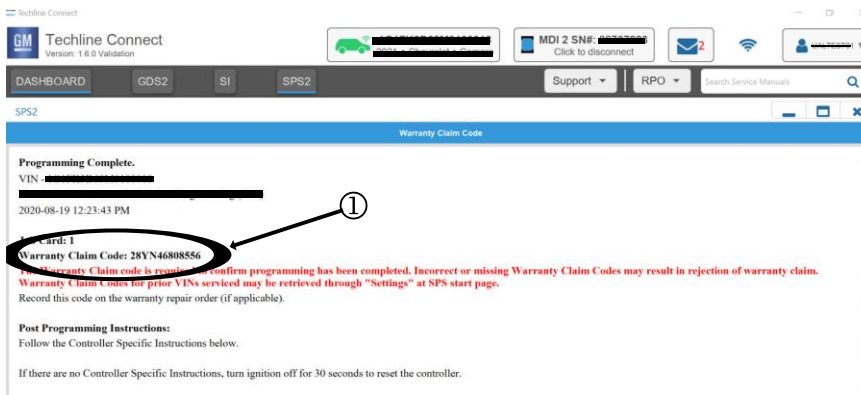 Techline Connect
GM Techline Connect
Version: 1.6.0 Validation
MDI 2 SN#:
Click to disconnect
2
DASHBOARD GDS2 SI SPS2 Support RPO Search Service Manuals
SPS2
Warranty Claim Code
Programming Complete.
VIN -
2020-08-19 12:23:43 PM
①
Card: 1
Warranty Claim Code: 28YN46808556
Warranty Claim code is required to confirm programming has been completed. Incorrect or missing Warranty Claim Codes may result in rejection of warranty claim.
Warranty Claim Codes for prior VINs serviced may be retrieved through "Settings" at SPS start page.
Record this code on the warranty repair order (if applicable).
Post Programming Instructions:
Follow the Controller Specific Instructions below.
If there are no Controller Specific Instructions, turn ignition off for 30 seconds to reset the controller.